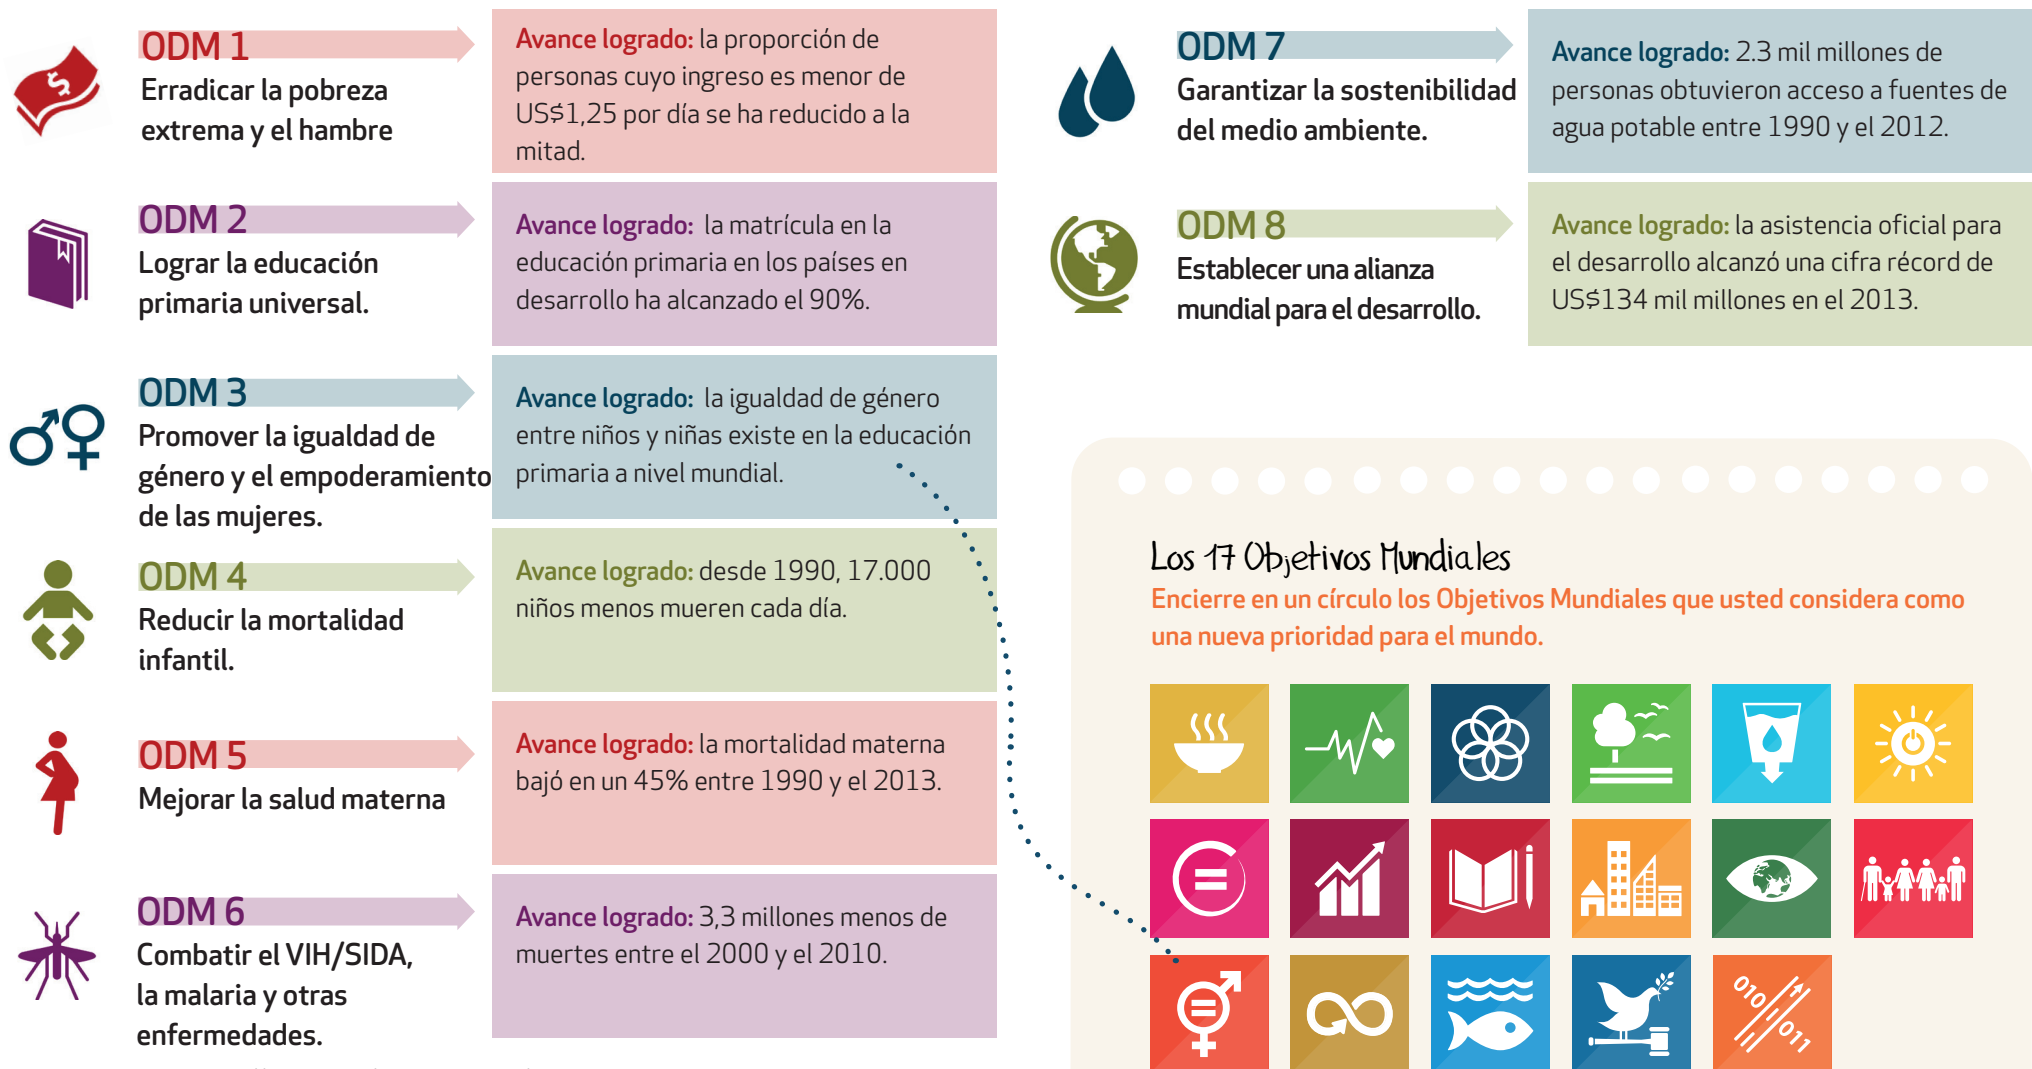 ODM 1
Erradicar la pobreza
extrema y el hambre
Avance logrado: la proporción de
personas cuyo ingreso es menor de
US$1,25 por día se ha reducido a la
mitad.
ODM 2
Lograr la educación
primaria universal.
Avance logrado: la matrícula en la
educación primaria en los países en
desarrollo ha alcanzado el 90%.
ODM 3
Promover la igualdad de
género y el empoderamiento
de las mujeres.
Avance logrado: la igualdad de género
entre niños y niñas existe en la educación
primaria a nivel mundial.
ODM 4
Reducir la mortalidad
infantil.
Avance logrado: desde 1990, 17.000
niños menos mueren cada día.
ODM 5
Mejorar la salud materna
Avance logrado: la mortalidad materna
bajó en un 45% entre 1990 y el 2013.
ODM 6
Combatir el VIH/SIDA,
la malaria y otras
enfermedades.
Avance logrado: 3,3 millones menos de
muertes entre el 2000 y el 2010.
ODM 7
Garantizar la sostenibilidad
del medio ambiente.
Avance logrado: 2.3 mil millones de
personas obtuvieron acceso a fuentes de
agua potable entre 1990 y el 2012.
ODM 8
Establecer una alianza
mundial para el desarrollo.
Avance logrado: la asistencia oficial para
el desarrollo alcanzó una cifra récord de
US$134 mil millones en el 2013.
Los 17 Objetivos Mundiales
Encierre en un círculo los Objetivos Mundiales que usted considera como
una nueva prioridad para el mundo.
010
011